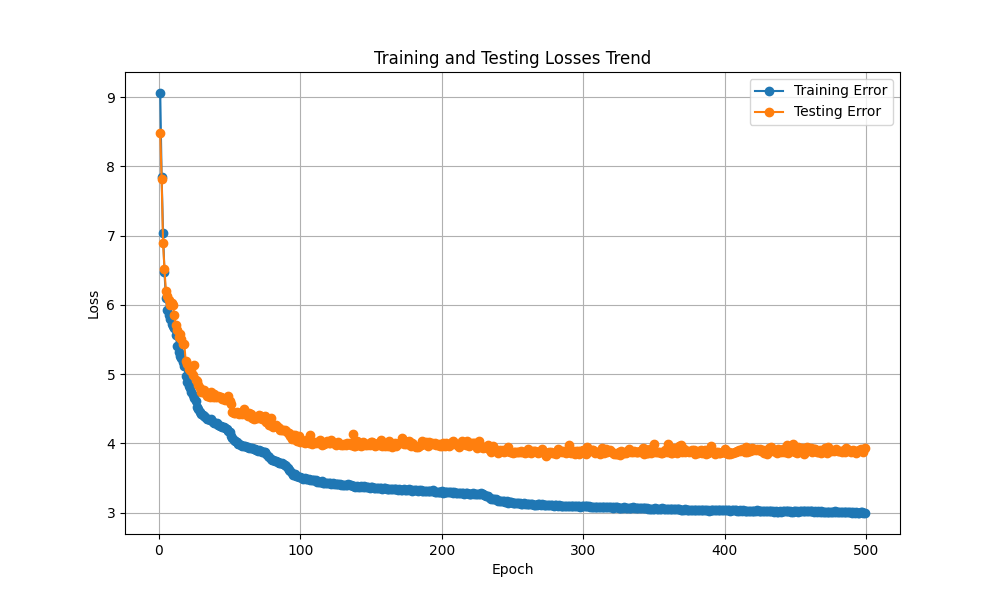 Training and Testing Losses Trend
Training Error
Testing Error
9
8
7
6
5
4
3
Loss
0 100 200 300 400 500
Epoch